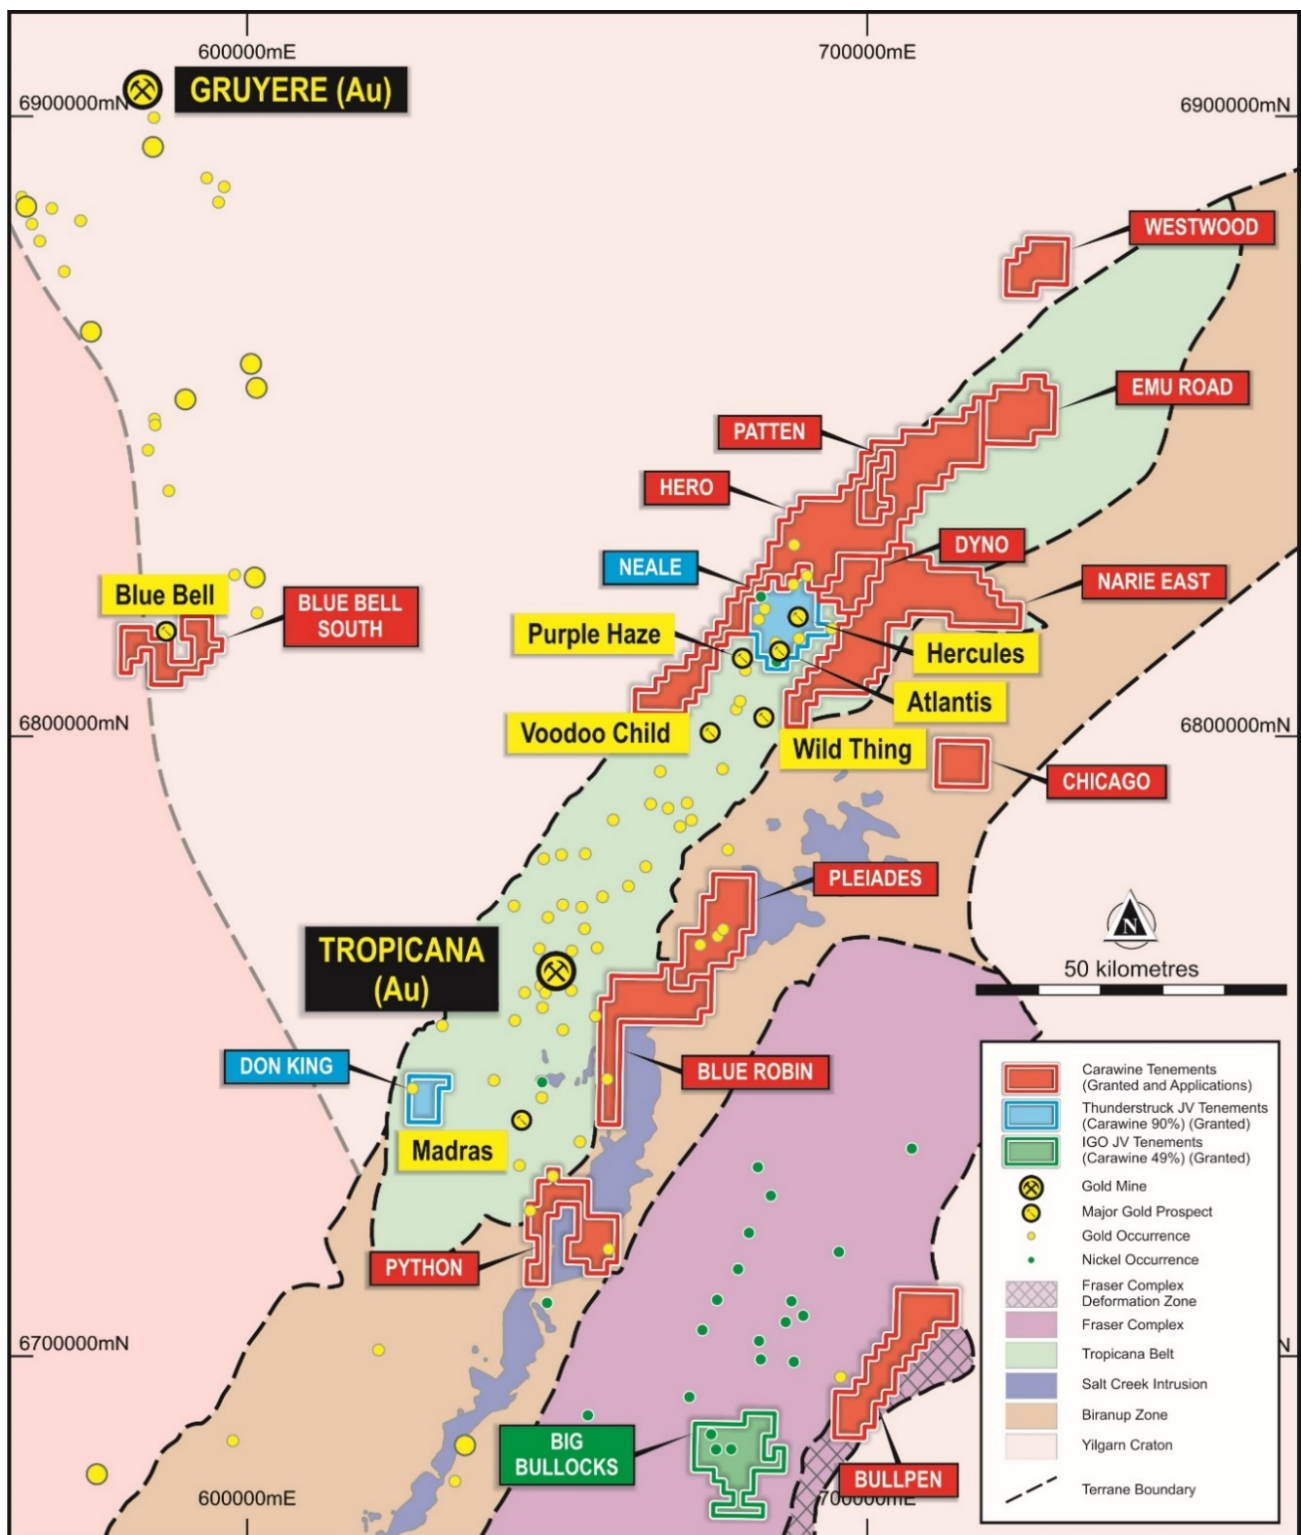 600000mE
700000mE
GRUYERE (Au)
6900000mN
6900000mN
WESTWOOD
EMU ROAD
PATTEN
HERO
DYNO
NEALE
NARIE EAST
Blue Bell
BLUE BELL
SOUTH
Purple Haze
Hercules
Atlantis
Voodoo Child
Wild Thing
6800000mN
6800000mN
CHICAGO
PLEIADES
N
TROPICANA
(Au)
50 kilometres
DON KING
BLUE ROBIN
Madras
PYTHON
Carawine Tenements
(Granted and Applications)
Thunderstruck JV Tenements
(Carawine 90%) (Granted)
IGO JV Tenements
(Carawine 49%) (Granted)
Gold Mine
Major Gold Prospect
Gold Occurrence
Nickel Occurrence
Fraser Complex
Deformation Zone
Fraser Complex
Tropicana Belt
Salt Creek Intrusion
Biranup Zone
Yilgarn Craton
Terrane Boundary
6700000mN
N
BIG
BULLOCKS
BULLPEN
600000mE
700000mE